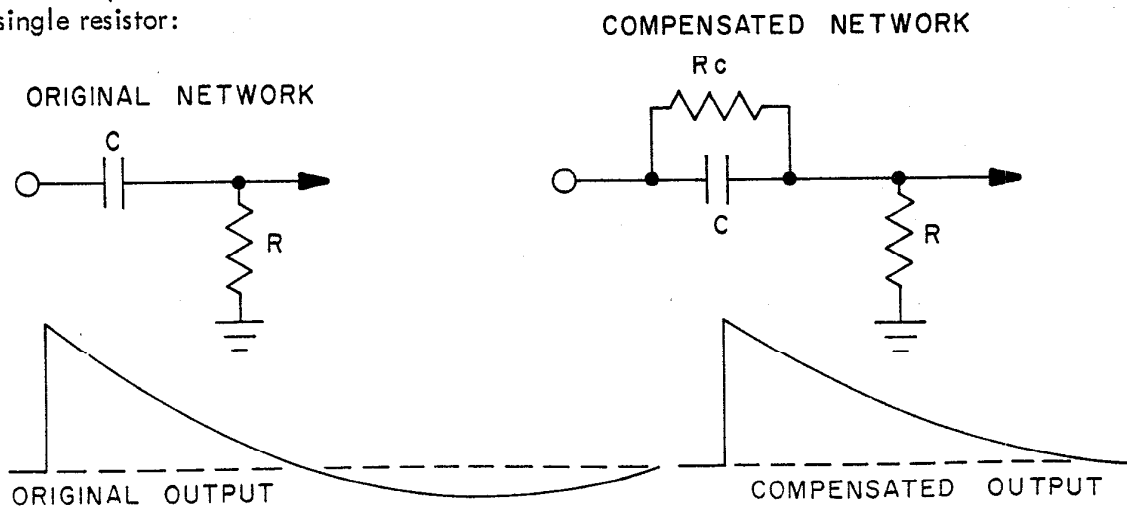 single resistor:
COMPENSATED NETWORK
Rc
ORIGINAL NETWORK
C
R
C
R
ORIGINAL OUTPUT
COMPENSATED OUTPUT